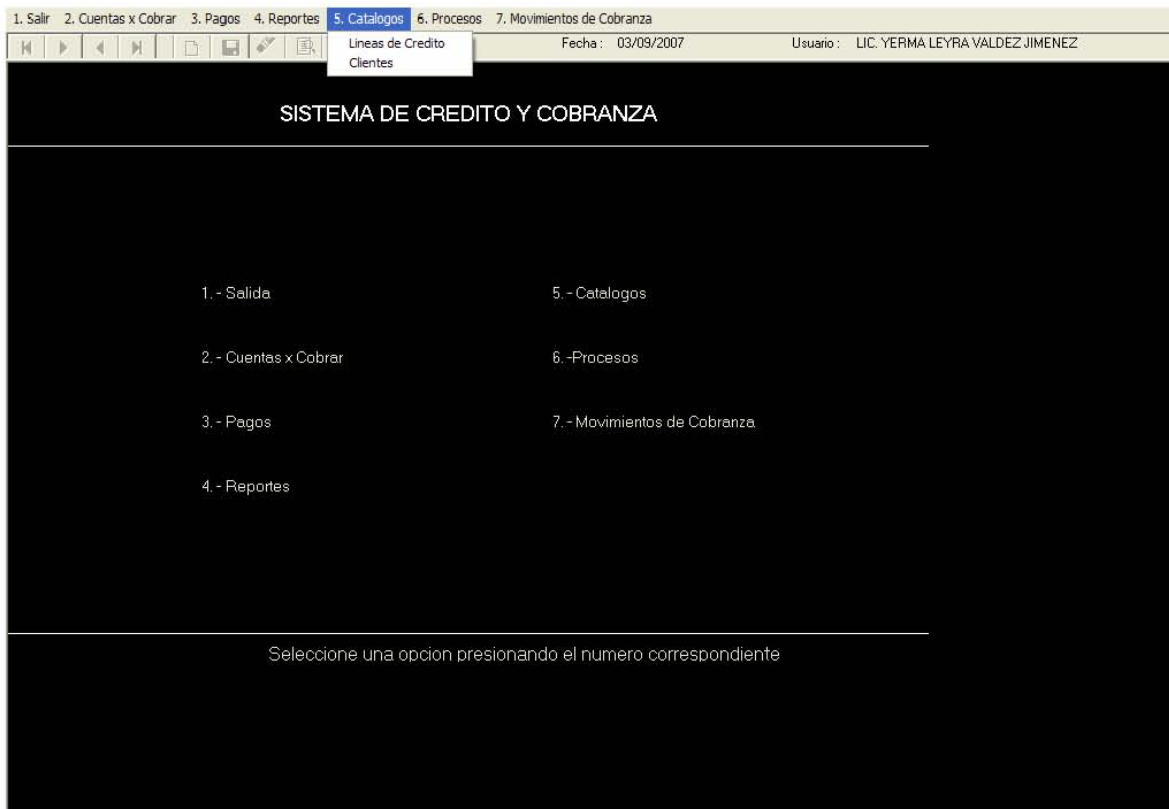 1. Salir 2. Cuentas x Cobrar 3. Pagos 4. Reportes 5. Catalogos 6. Procesos 7. Movimientos de Cobranza
Fecha : 03/09/2007 Usuario : LIC. YERMA LEYRA VALDEZ JIMENEZ
Lineas de Credito
Clientes
SISTEMA DE CREDITO Y COBRANZA
1.- Salida 5.- Catalogos
2.- Cuentas x Cobrar 6.-Procesos
3.- Pagos 7.- Movimientos de Cobranza
4.- Reportes
Seleccione una opcion presionando el numero correspondiente